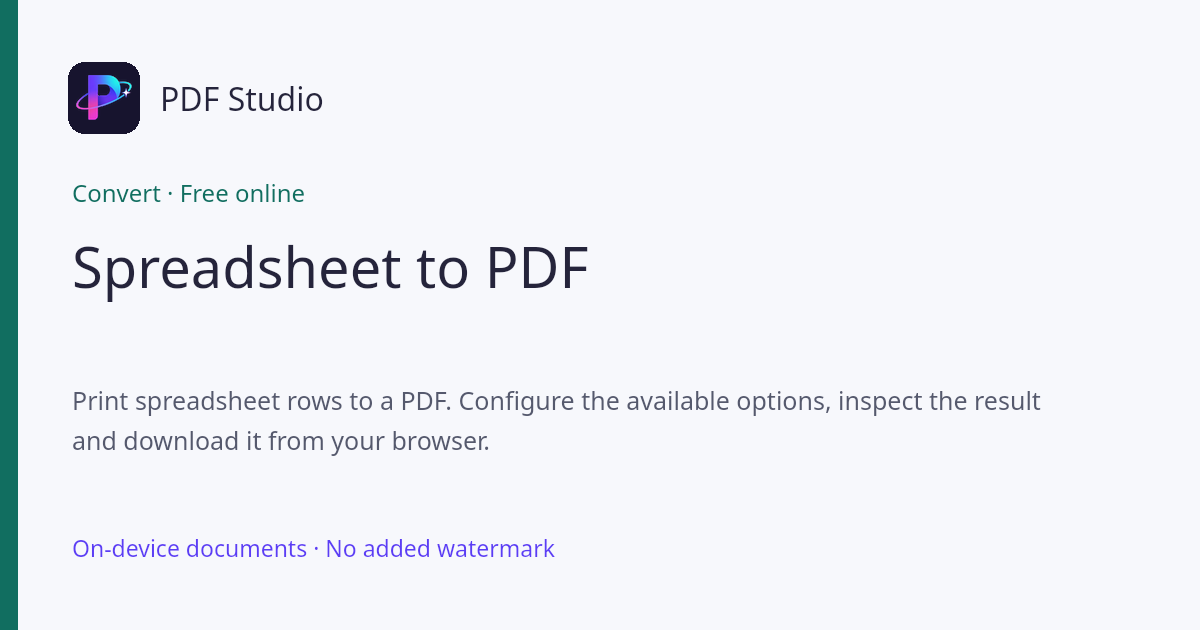 PDF Studio
Convert · Free online
Spreadsheet to PDF
Print spreadsheet rows to a PDF. Configure the available options, inspect the result
and download it from your browser.
On-device documents · No added watermark